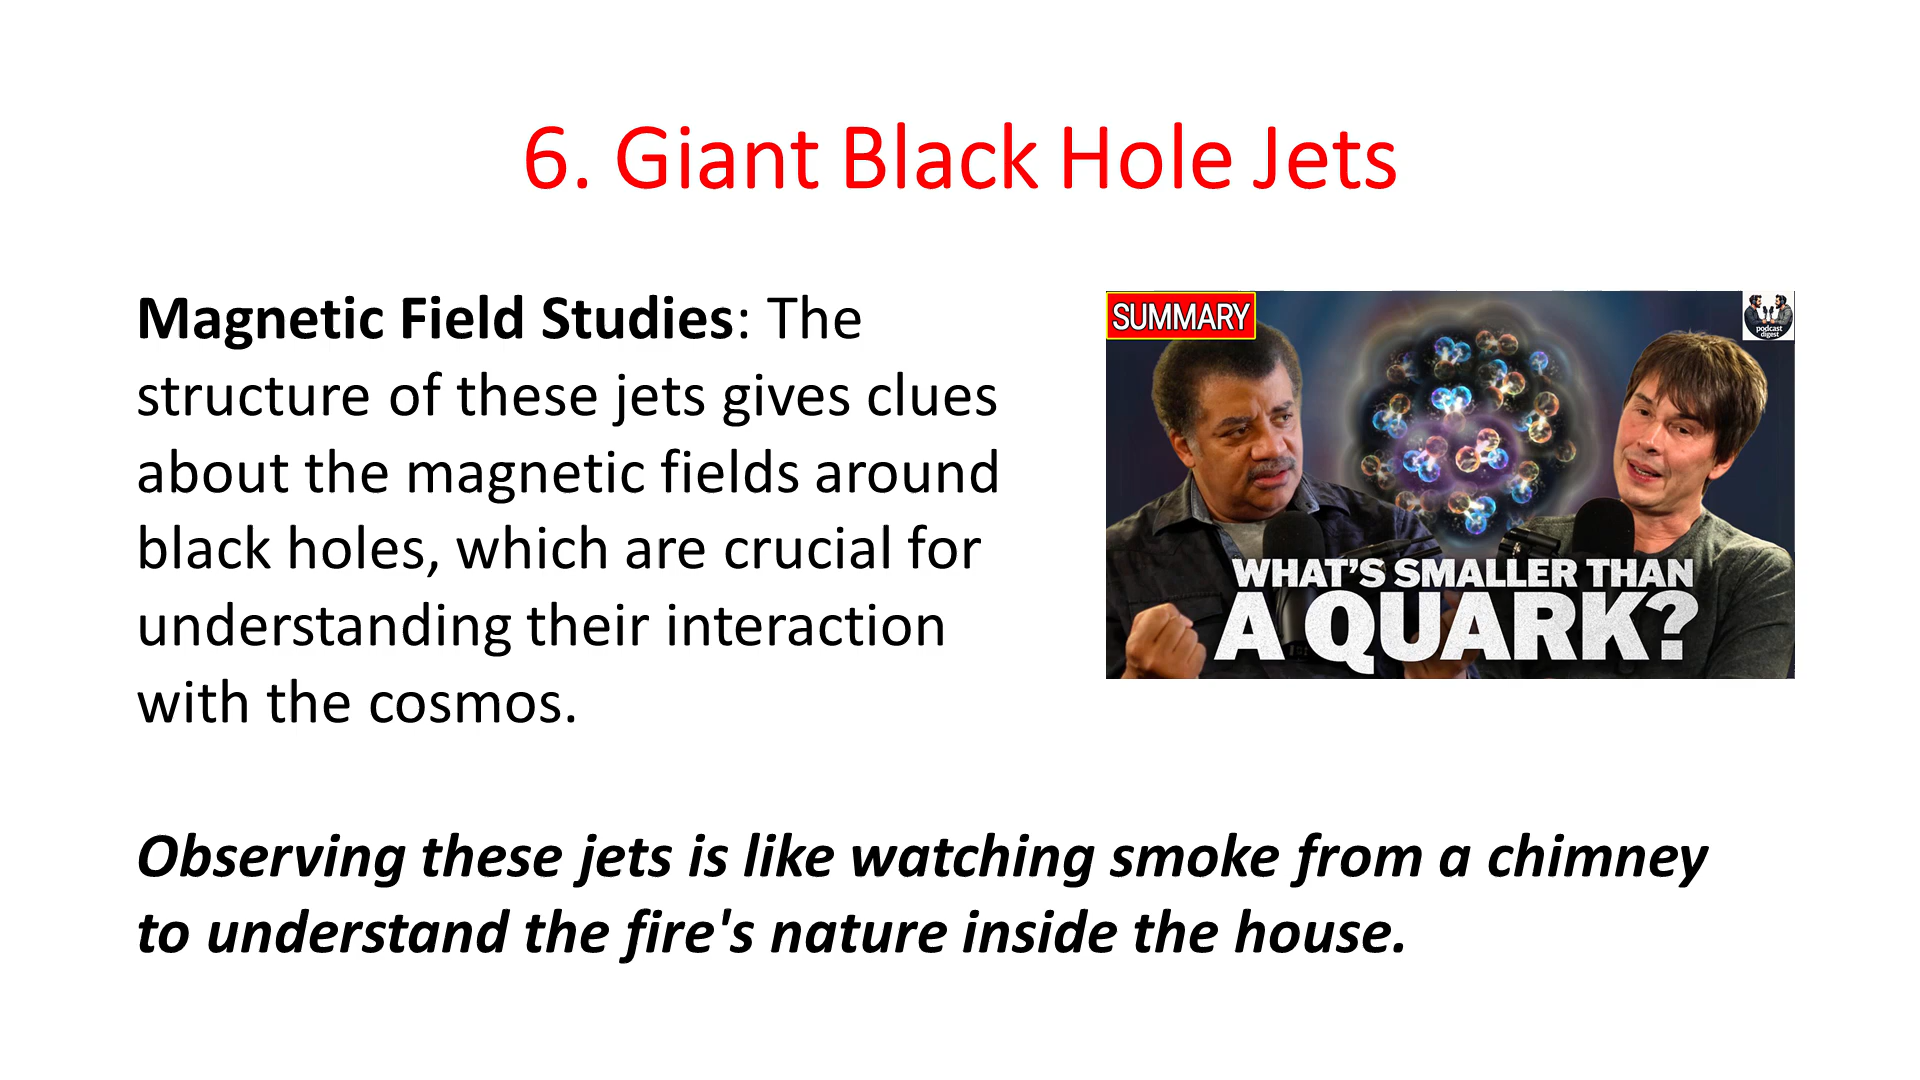 6. Giant Black Hole Jets
Magnetic Field Studies: The
structure of these jets gives clues
about the magnetic fields around
black holes, which are crucial for
understanding their interaction
with the cosmos.
SUMMARY
podcast
digest
WHAT'S SMALLER THAN
A QUARK?
Observing these jets is like watching smoke from a chimney
to understand the fire's nature inside the house.